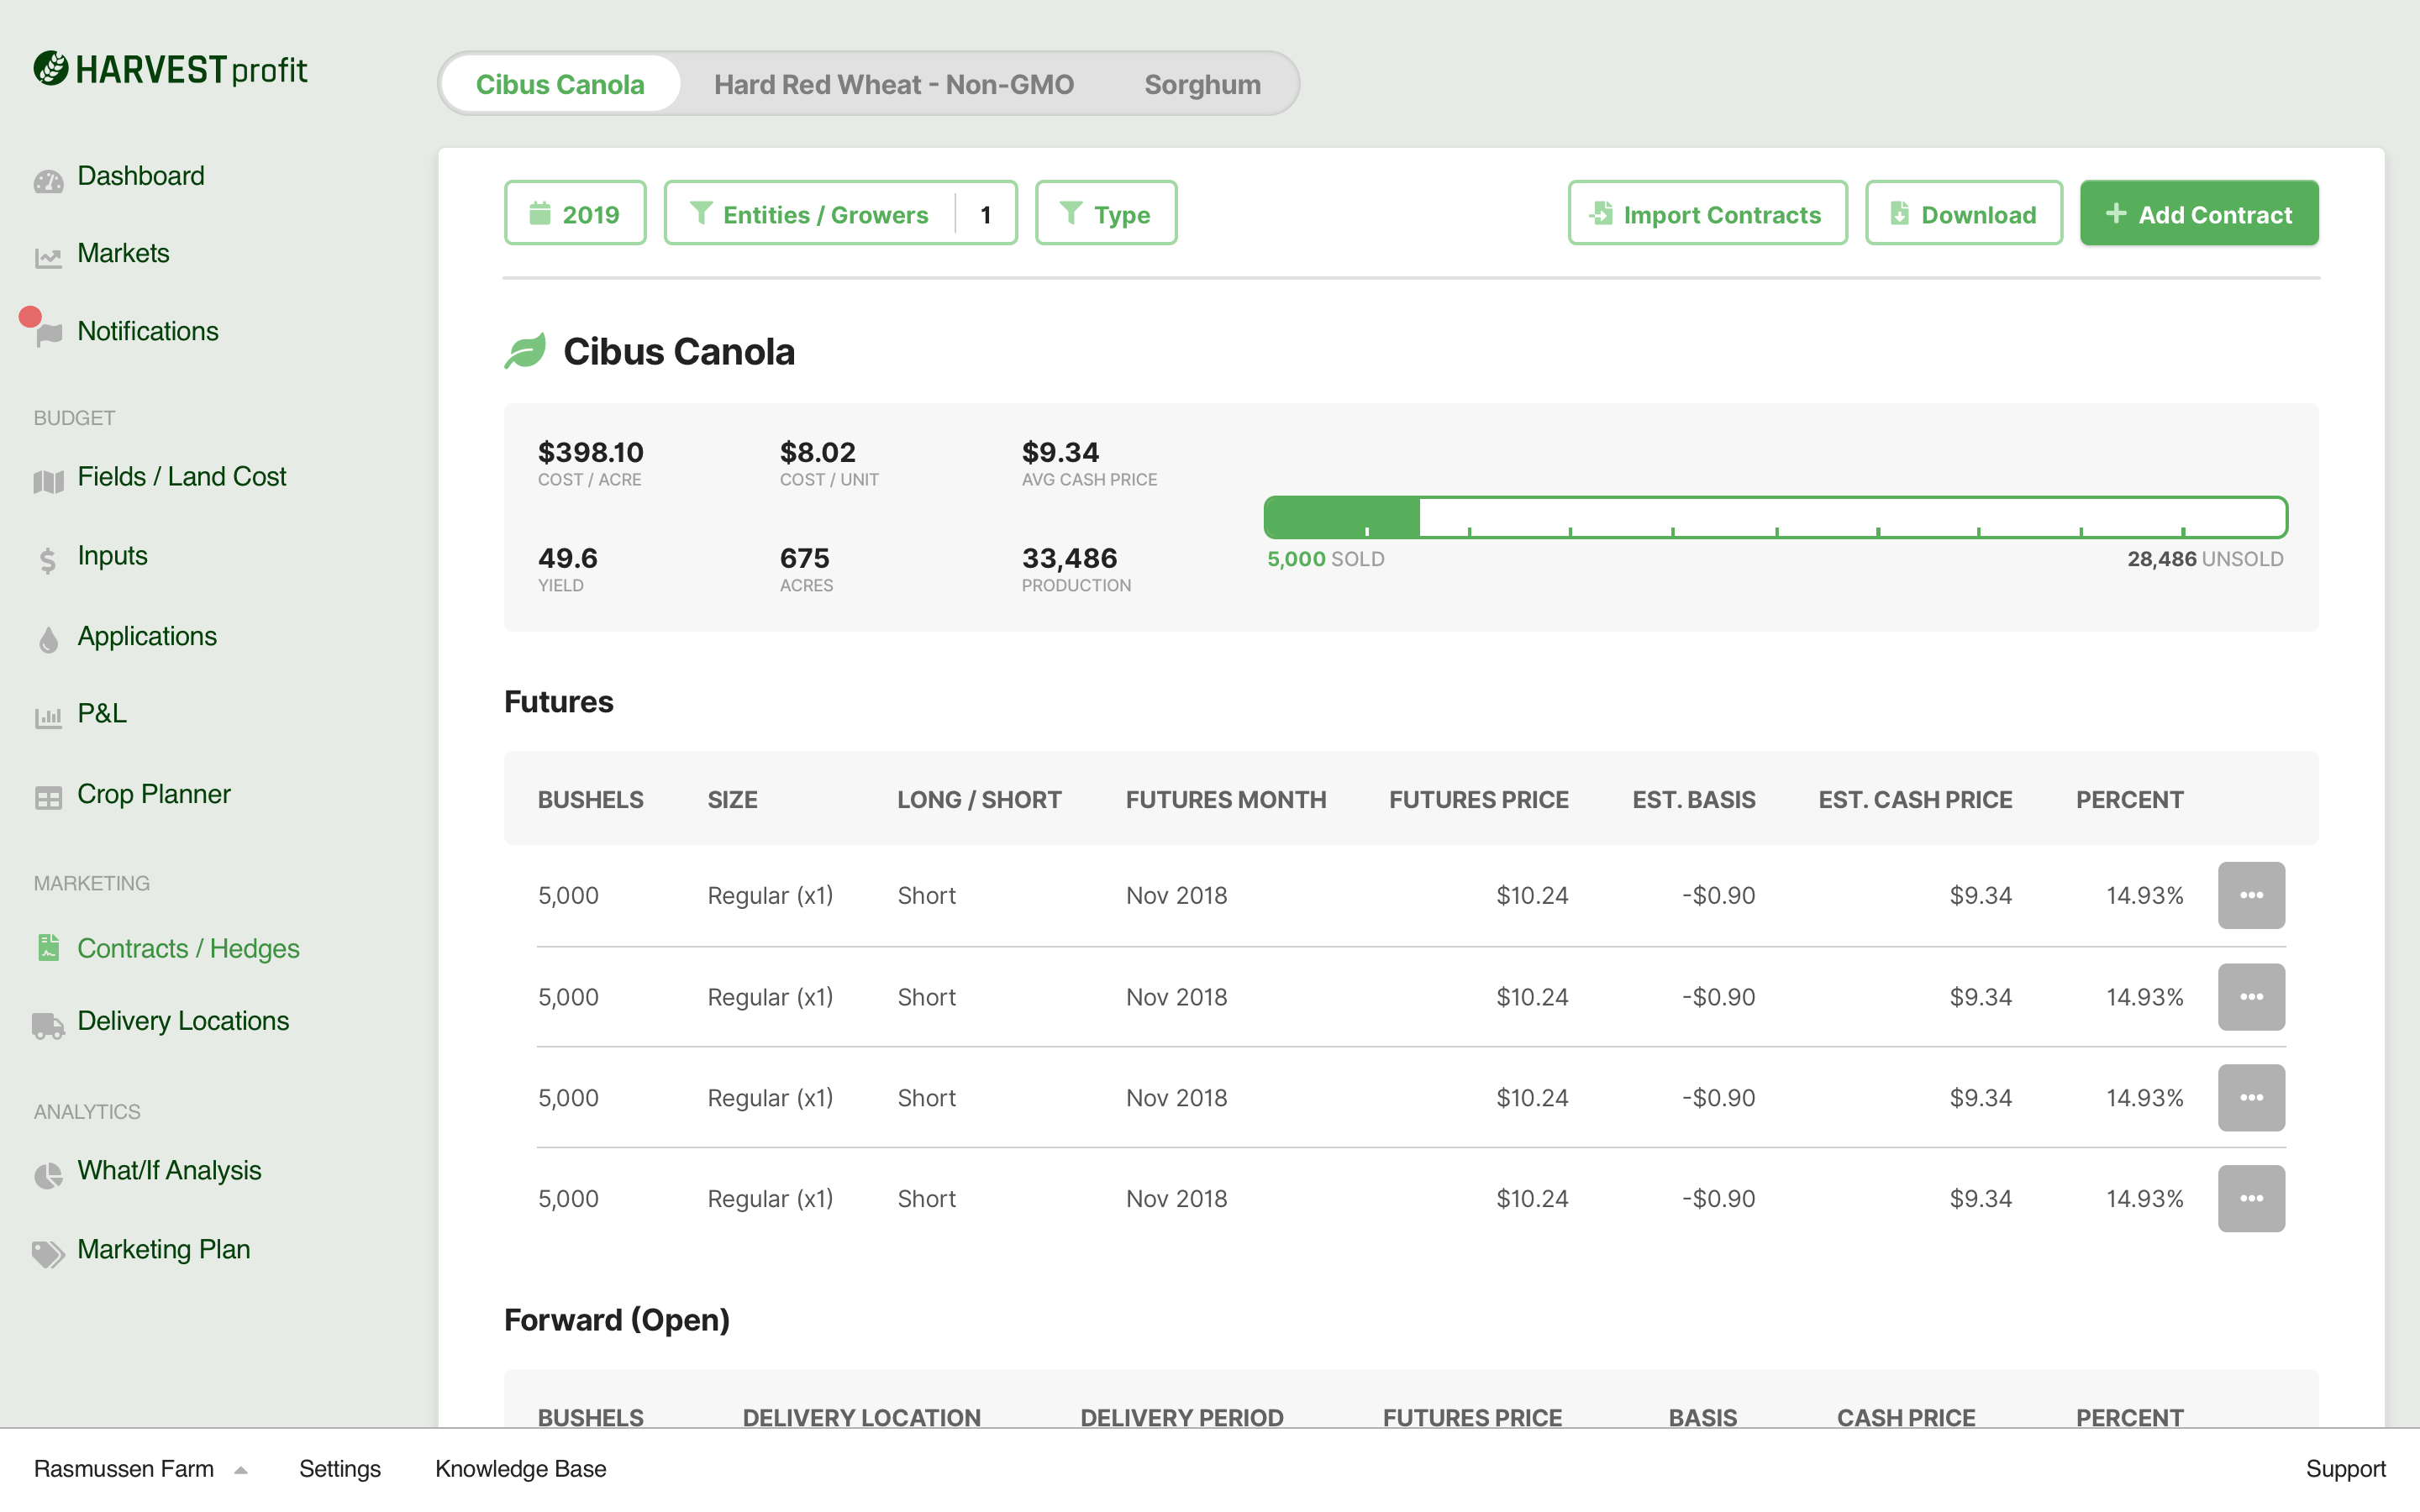 HARVEST profit
Cibus Canola
Hard Red Wheat - Non-GMO
Sorghum
Dashboard
Markets
Notifications
BUDGET
Fields / Land Cost
Inputs
Applications
P&L
Crop Planner
MARKETING
Contracts / Hedges
Delivery Locations
ANALYTICS
What/If Analysis
Marketing Plan
2019
Entities / Growers 1
Type
Import Contracts
Download
+ Add Contract
Cibus Canola
$398.10
COST / ACRE
$8.02
COST / UNIT
$9.34
AVG CASH PRICE
49.6
YIELD
675
ACRES
33,486
PRODUCTION
5,000 SOLD
28,486 UNSOLD
Futures
BUSHELS SIZE LONG / SHORT FUTURES MONTH FUTURES PRICE EST. BASIS EST. CASH PRICE PERCENT
5,000 Regular (x1) Short Nov 2018 $10.24 -$0.90 $9.34 14.93%
5,000 Regular (x1) Short Nov 2018 $10.24 -$0.90 $9.34 14.93%
5,000 Regular (x1) Short Nov 2018 $10.24 -$0.90 $9.34 14.93%
5,000 Regular (x1) Short Nov 2018 $10.24 -$0.90 $9.34 14.93%
Forward (Open)
BUSHELS DELIVERY LOCATION DELIVERY PERIOD FUTURES PRICE BASIS CASH PRICE PERCENT
Rasmussen Farm
Settings
Knowledge Base
Support